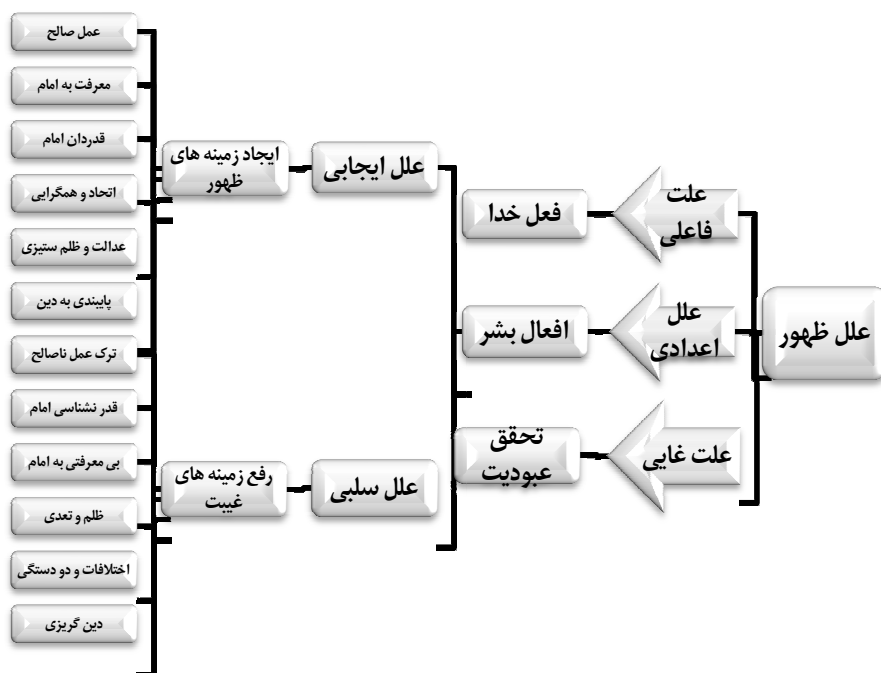 علل ظهور
علت
فاعلی
علل
اعدادی
علت غایی
فعل خدا
افعال بشر
تحقق
عبودیت
علل ایجابی
علل سلبی
ایجاد زمینه های
ظهور
رفع زمینه های
غیبت
عمل صالح
معرفت به امام
قدردان امام
اتحاد و همگرایی
عدالت و ظلم ستیزی
پایبندی به دین
ترک عمل ناصالح
قدر نشناسی امام
بی معرفتی به امام
ظلم و تعدی
اختلافات و دو دستگی
دین گریزی